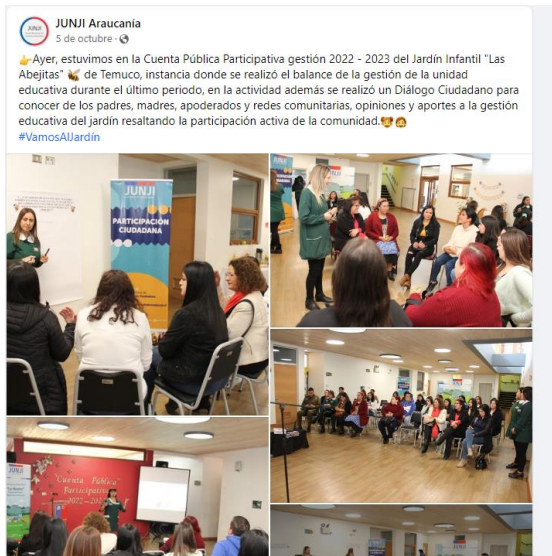 JUNJI Araucanía
5 de octubre ·
Ayer, estuvimos en la Cuenta Pública Participativa gestión 2022 - 2023 del Jardín Infantil "Las
Abejitas" de Temuco, instancia donde se realizó el balance de la gestión de la unidad
educativa durante el último periodo, en la actividad además se realizó un Diálogo Ciudadano para
conocer de los padres, madres, apoderados y redes comunitarias, opiniones y aportes a la gestión
educativa del jardín resaltando la participación activa de la comunidad.
#VamosAlJardín
JUNJI
PARTICIPACIÓN
CIUDADANA
JUNJI
JUNJI
"Cuenta Pública"
Participativa
2022 - 2023